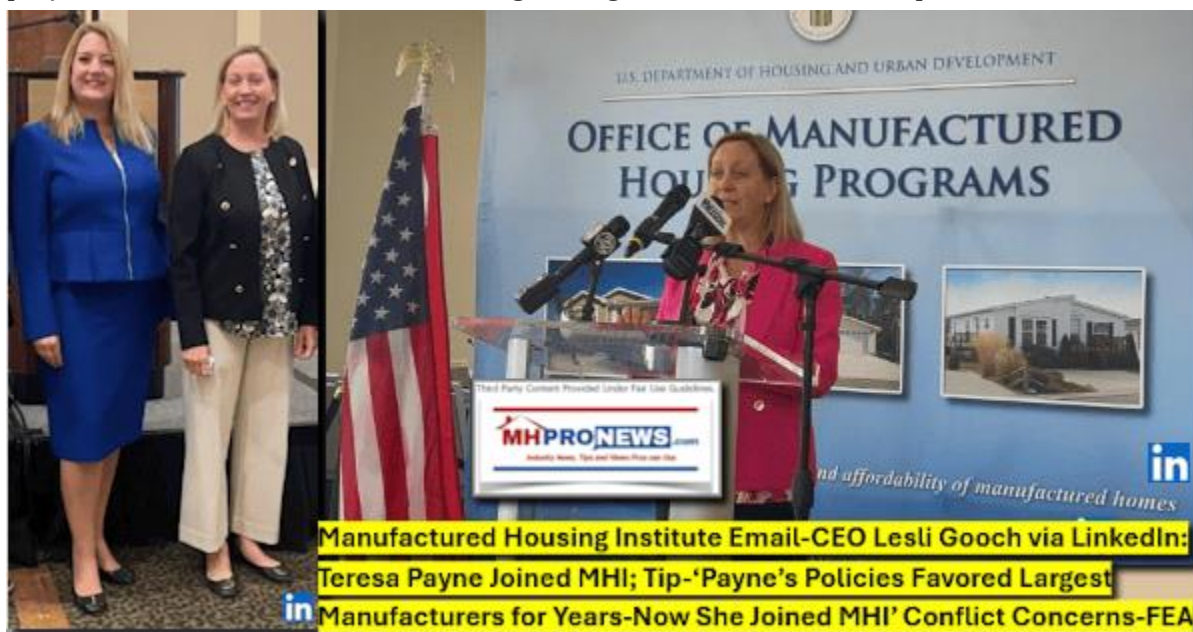 U.S. DEPARTMENT OF HOUSING AND URBAN DEVELOPMENT
OFFICE OF MANUFACTURED
HOU G PROGRAMS
Third Party Content Provided Under Fair Use Guidelines.
MHPRONEWS.com
Industry News, Tips and Views Pros can Use
nd affordability of manufactured homes
in
in
Manufactured Housing Institute Email-CEO Lesli Gooch via LinkedIn:
Teresa Payne Joined MHI; Tip-‘Payne’s Policies Favored Largest
Manufacturers for Years-Now She Joined MHI’ Conflict Concerns-FEA